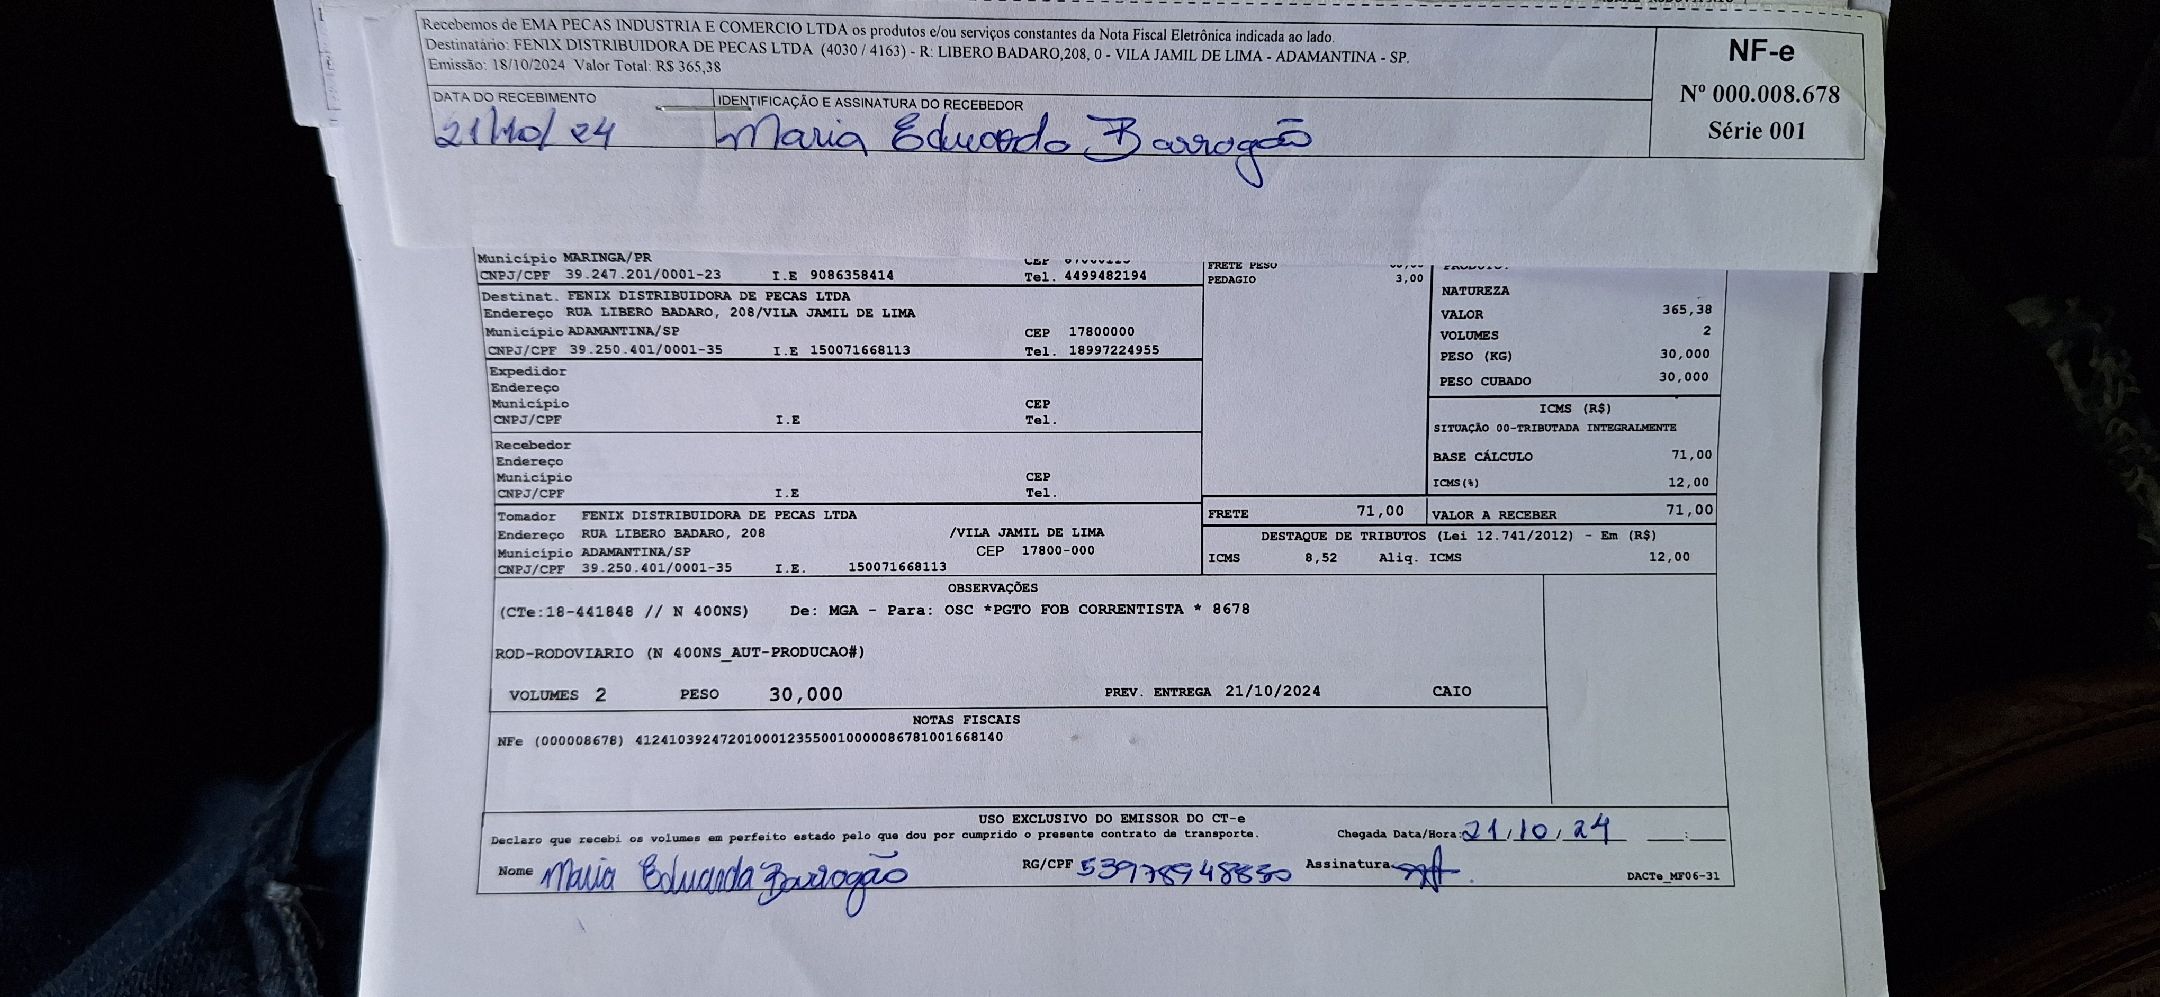 Recebemos de EMA PECAS INDUSTRIA E COMERCIO LTDA os produtos e/ou serviços constantes da Nota Fiscal Eletrônica indicada ao lado.
Destinatário: FENIX DISTRIBUIDORA DE PECAS LTDA (4030 / 4163) - R: LIBERO BADARO,208, 0 - VILA JAMIL DE LIMA - ADAMANTINA - SP.
Emissão: 18/10/2024 Valor Total: R$ 365,38
NF-e
Nº 000.008.678
Série 001
DATA DO RECEBIMENTO
IDENTIFICAÇÃO E ASSINATURA DO RECEBEDOR
21/10/24 Maria Eduarda Barrogão
Município MARINGA/PR
CNPJ/CPF 39.247.201/0001-23 I.E 9086358414 Tel. 4499482194
Destinat. FENIX DISTRIBUIDORA DE PECAS LTDA
Endereço RUA LIBERO BADARO, 208/VILA JAMIL DE LIMA
Município ADAMANTINA/SP CEP 17800000
CNPJ/CPF 39.250.401/0001-35 I.E 150071668113 Tel. 18997224955
Expedidor
Endereço
Município CEP
CNPJ/CPF I.E Tel.
Recebedor
Endereço
Município CEP
CNPJ/CPF I.E Tel.
Tomador FENIX DISTRIBUIDORA DE PECAS LTDA
Endereço RUA LIBERO BADARO, 208 /VILA JAMIL DE LIMA
Município ADAMANTINA/SP CEP 17800-000
CNPJ/CPF 39.250.401/0001-35 I.E. 150071668113
FRETE PESO
PEDAGIO 3,00
NATUREZA
VALOR 365,38
VOLUMES 2
PESO (KG) 30,000
PESO CUBADO 30,000
ICMS (R$)
SITUAÇÃO 00-TRIBUTADA INTEGRALMENTE
BASE CÁLCULO 71,00
ICMS(%) 12,00
FRETE 71,00 VALOR A RECEBER 71,00
DESTAQUE DE TRIBUTOS (Lei 12.741/2012) - Em (R$)
ICMS 8,52 Aliq. ICMS 12,00
OBSERVAÇÕES
(CTe:18-441848 // N 400NS) De: MGA - Para: OSC *PGTO FOB CORRENTISTA * 8678
ROD-RODOVIARIO (N 400NS_AUT-PRODUCAO#)
VOLUMES 2 PESO 30,000 PREV. ENTREGA 21/10/2024 CAIO
NOTAS FISCAIS
NFe (000008678) 41241039247201000123550010000086781001668140
USO EXCLUSIVO DO EMISSOR DO CT-e
Declaro que recebi os volumes em perfeito estado pelo que dou por cumprido o presente contrato de transporte. Chegada Data/Hora: 21/10/24 __:__
Nome Maria Eduarda Barrogão RG/CPF 53978948850 Assinatura
DACTe_MF06-31